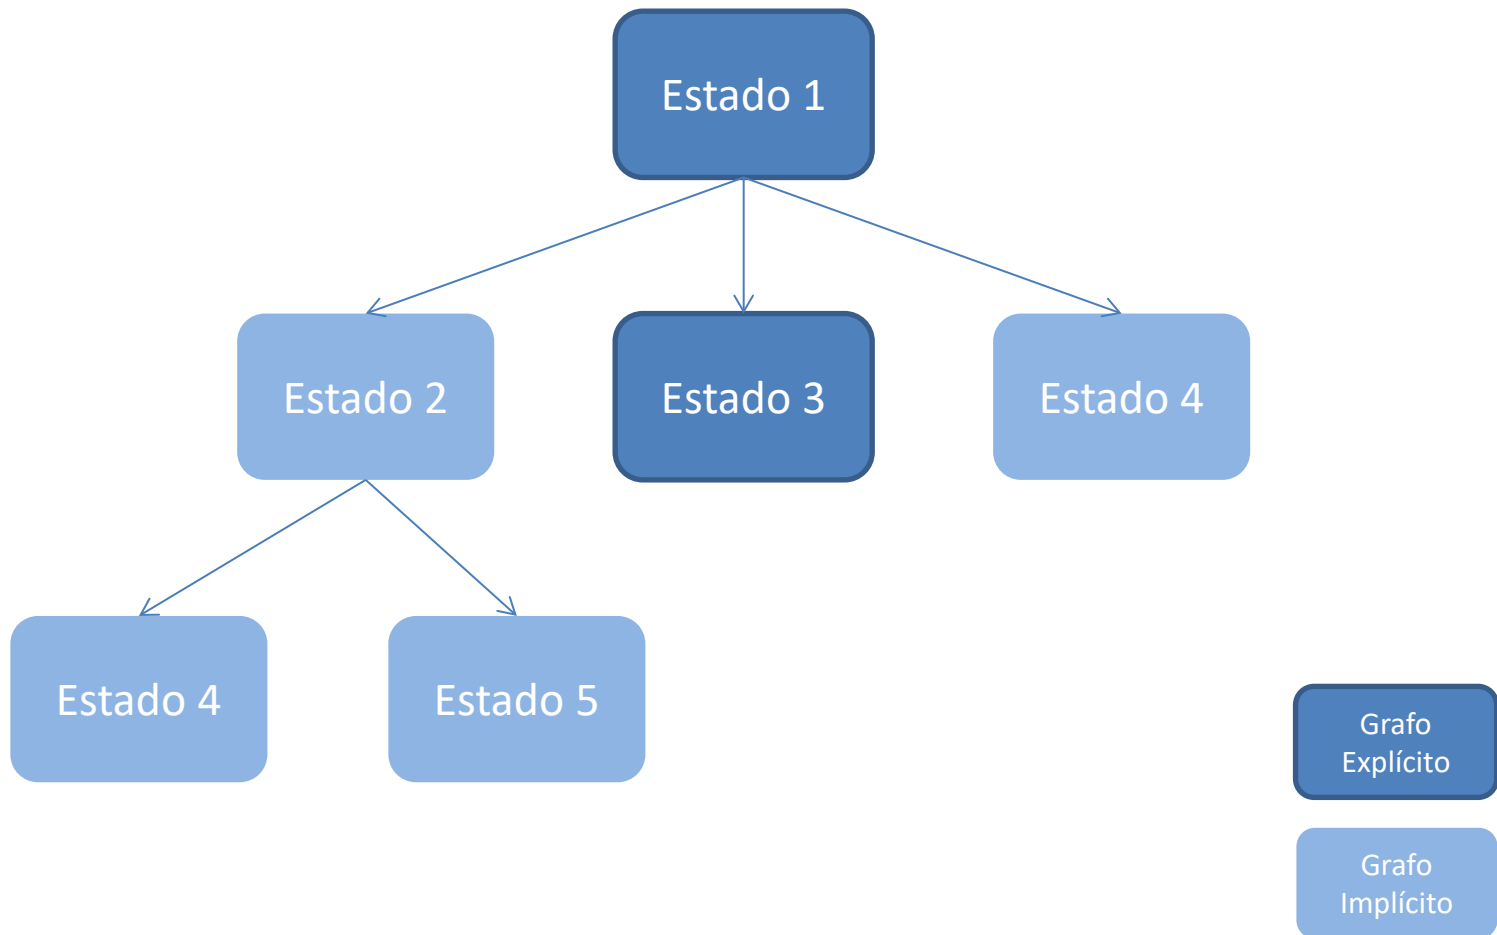 Estado 1
Estado 2
Estado 3
Estado 4
Estado 4
Estado 5
Grafo
Explícito
Grafo
Implícito